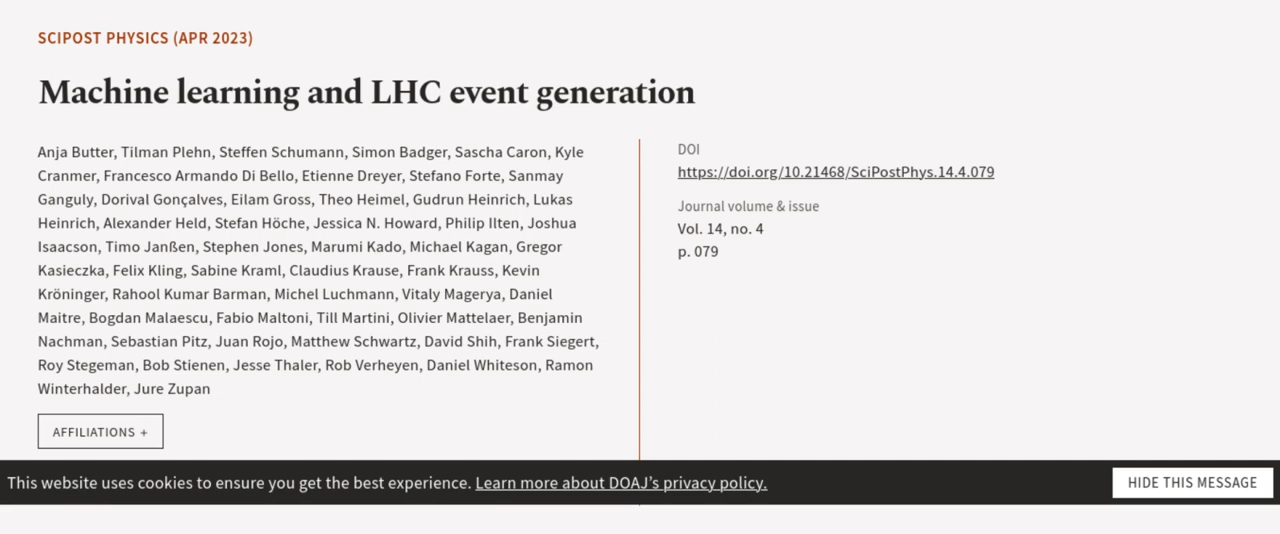 SCIPOST PHYSICS (APR 2023)
Machine learning and LHC event generation
Anja Butter, Tilman Plehn, Steffen Schumann, Simon Badger, Sascha Caron, Kyle
Cranmer, Francesco Armando Di Bello, Etienne Dreyer, Stefano Forte, Sanmay
Ganguly, Dorival Gonçalves, Eilam Gross, Theo Heimel, Gudrun Heinrich, Lukas
Heinrich, Alexander Held, Stefan Höche, Jessica N. Howard, Philip Ilten, Joshua
Isaacson, Timo Janßen, Stephen Jones, Marumi Kado, Michael Kagan, Gregor
Kasieczka, Felix Kling, Sabine Kraml, Claudius Krause, Frank Krauss, Kevin
Kröninger, Rahool Kumar Barman, Michel Luchmann, Vitaly Magerya, Daniel
Maitre, Bogdan Malaescu, Fabio Maltoni, Till Martini, Olivier Mattelaer, Benjamin
Nachman, Sebastian Pitz, Juan Rojo, Matthew Schwartz, David Shih, Frank Siegert,
Roy Stegeman, Bob Stienen, Jesse Thaler, Rob Verheyen, Daniel Whiteson, Ramon
Winterhalder, Jure Zupan
AFFILIATIONS +
DOI
https://doi.org/10.21468/SciPostPhys.14.4.079
Journal volume & issue
Vol. 14, no. 4
p. 079
This website uses cookies to ensure you get the best experience. Learn more about DOAJ’s privacy policy.
HIDE THIS MESSAGE